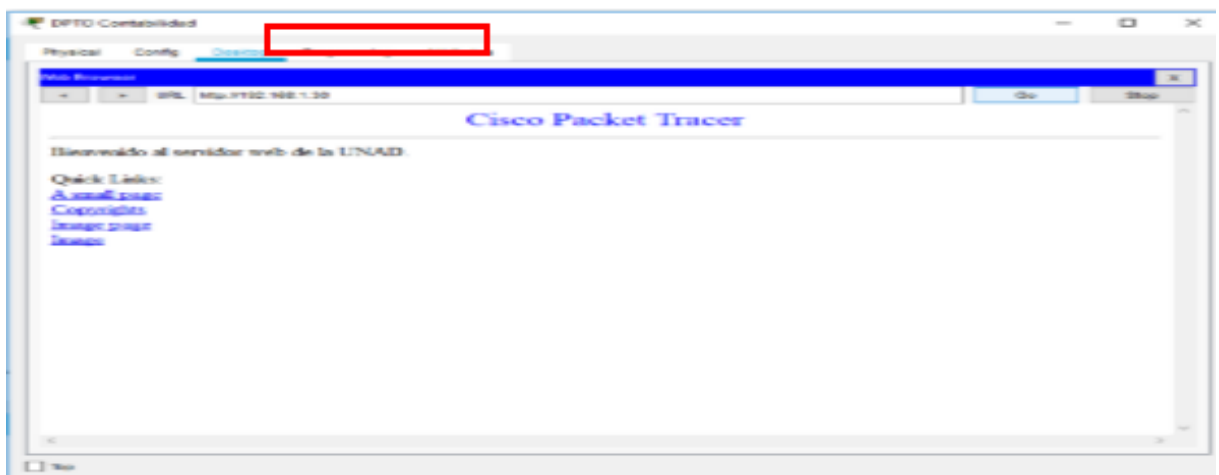 DPTO Contabilidad
Physical Config Desktop
Web Browser
< > URL http://192.168.1.30 Go Stop
Cisco Packet Tracer
Bienvenido al servidor web de la UNAD.
Quick Links:
A small page
Copyrights
Image page
Image
Top